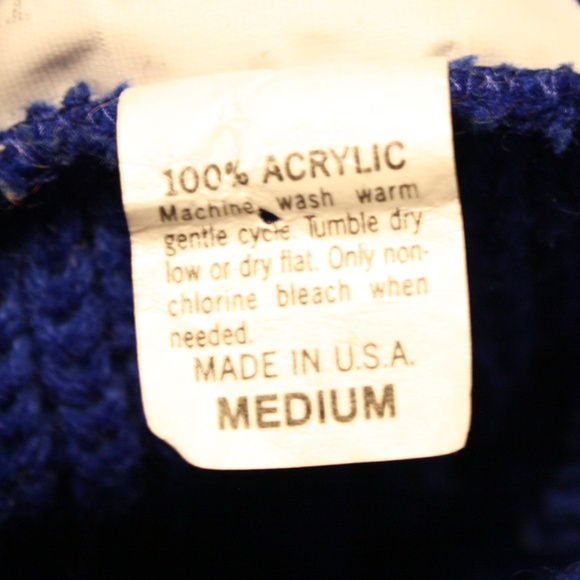 100% ACRYLIC
Machine wash warm
gentle cycle. Tumble dry
low or dry flat. Only non-
chlorine bleach when
needed.
MADE IN U.S.A.
MEDIUM